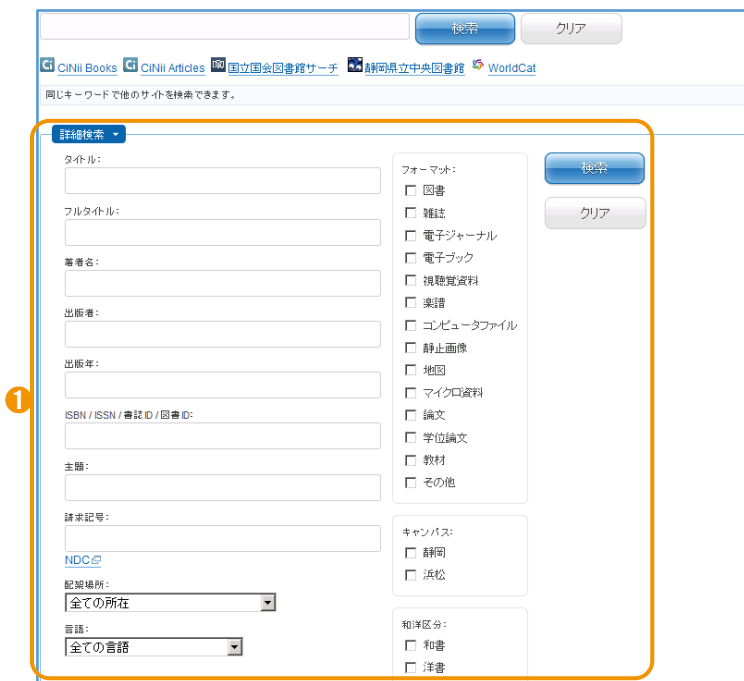 検索 クリア
CiNii Books CiNii Articles 国立国会図書館サーチ 静岡県立中央図書館 WorldCat
同じキーワードで他のサイトを検索できます。
1
詳細検索
タイトル:
フルタイトル:
著者名:
出版者:
出版年:
ISBN / ISSN / 書誌ID / 図書ID:
主題:
請求記号:
NDC
配架場所:
全ての所在
言語:
全ての言語
フォーマット:
図書
雑誌
電子ジャーナル
電子ブック
視聴覚資料
楽譜
コンピュータファイル
静止画像
地図
マイクロ資料
論文
学位論文
教材
その他
キャンパス:
静岡
浜松
和洋区分:
和書
洋書
検索
クリア